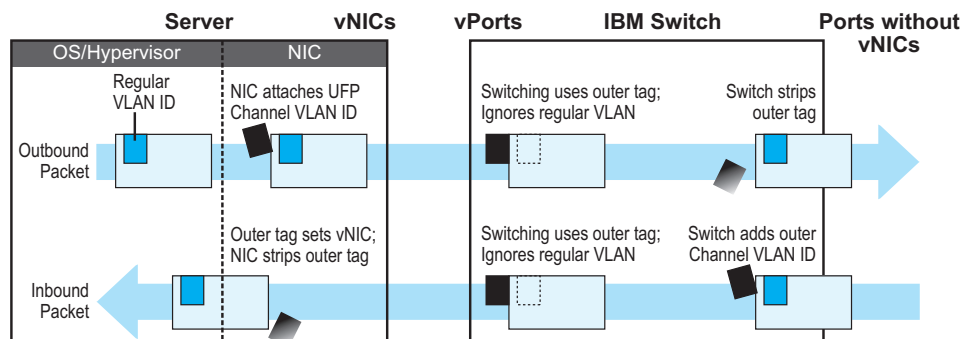 Server
vNICs
vPorts
IBM Switch
Ports without
vNICs
OS/Hypervisor
NIC
Regular
VLAN ID
NIC attaches UFP
Channel VLAN ID
Switching uses outer tag;
Ignores regular VLAN
Switch strips
outer tag
Outbound
Packet
Outer tag sets vNIC;
NIC strips outer tag
Switching uses outer tag;
Ignores regular VLAN
Switch adds outer
Channel VLAN ID
Inbound
Packet